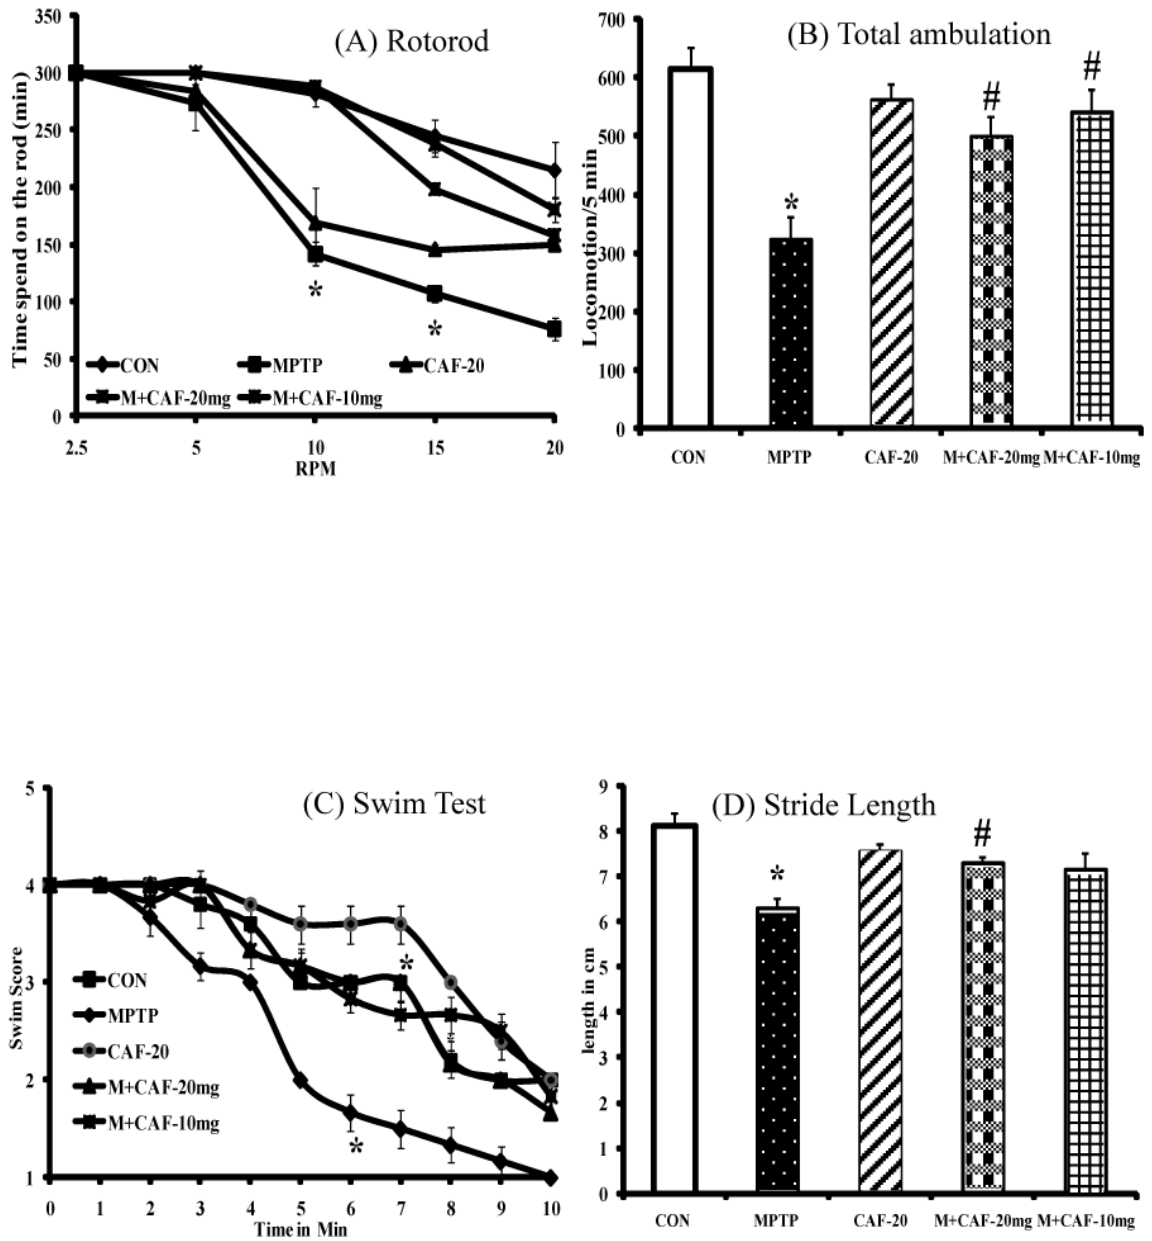 (A) Rotorod
Time spend on the rod (min)
350
300
250
200
150
100
50
0
*
*
CON
MPTP
CAF-20
M+CAF-20mg
M+CAF-10mg
2.5
5
10
15
20
RPM
(B) Total ambulation
Locomotion/5 min
700
600
500
400
300
200
100
0
*
#
#
CON
MPTP
CAF-20
M+CAF-20mg
M+CAF-10mg
(C) Swim Test
Swim Score
5
4
3
2
1
*
*
CON
MPTP
CAF-20
M+CAF-20mg
M+CAF-10mg
0
1
2
3
4
5
6
7
8
9
10
Time in Min
(D) Stride Length
length in cm
9
8
7
6
5
4
3
2
1
0
*
#
CON
MPTP
CAF-20
M+CAF-20mg
M+CAF-10mg